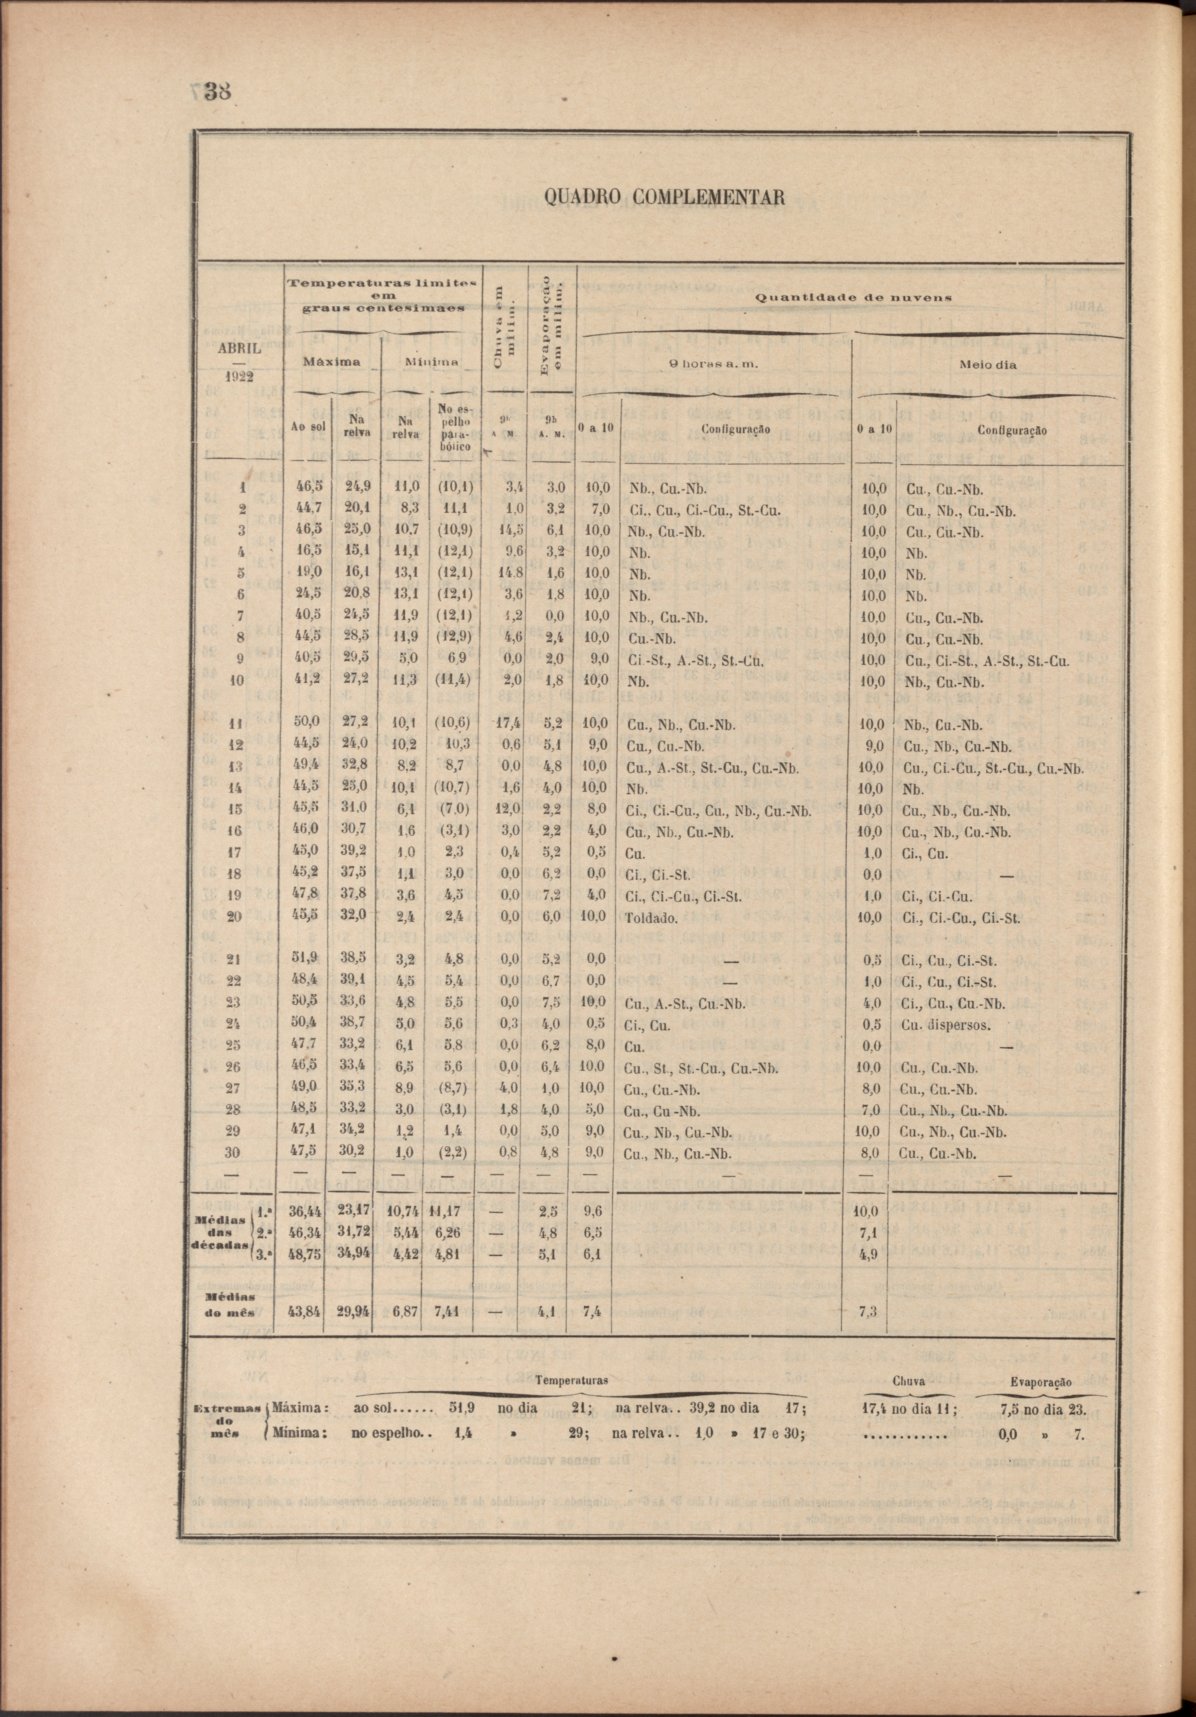 38
QUADRO COMPLEMENTAR
ABRIL
—
1922
Temperaturas limites
em
graus centesimaes
Chuva em
milim.
Evaporação
em milim.
Quantidade de nuvens
Máxima Mínima 9 horas a. m. Meio dia
Ao sol Na relva Na relva No espelho parabólico 9h A. M. 9h A. M. 0 a 10 Configuração 0 a 10 Configuração
1 46,5 24,9 11,0 (10,1) 3,4 3,0 10,0 Nb., Cu.-Nb. 10,0 Cu., Cu.-Nb.
2 44,7 20,1 8,3 11,1 1,0 3,2 7,0 Ci., Cu., Ci.-Cu., St.-Cu. 10,0 Cu., Nb., Cu.-Nb.
3 46,5 25,0 10,7 (10,9) 14,5 6,1 10,0 Nb., Cu.-Nb. 10,0 Cu., Cu.-Nb.
4 16,5 15,1 11,1 (12,1) 9,6 3,2 10,0 Nb. 10,0 Nb.
5 19,0 16,1 13,1 (12,1) 14,8 1,6 10,0 Nb. 10,0 Nb.
6 24,5 20,8 13,1 (12,1) 3,6 1,8 10,0 Nb. 10,0 Nb.
7 40,5 24,5 11,9 (12,1) 1,2 0,0 10,0 Nb., Cu.-Nb. 10,0 Cu., Cu.-Nb.
8 44,5 28,5 11,9 (12,9) 4,6 2,4 10,0 Cu.-Nb. 10,0 Cu., Cu.-Nb.
9 40,5 29,5 5,0 6,9 0,0 2,0 9,0 Ci-St., A.-St., St.-Cu. 10,0 Cu., Ci.-St., A.-St., St.-Cu.
10 41,2 27,2 11,3 (11,4) 2,0 1,8 10,0 Nb. 10,0 Nb., Cu.-Nb.
11 50,0 27,2 10,1 (10,6) 17,4 5,2 10,0 Cu., Nb., Cu.-Nb. 10,0 Nb., Cu.-Nb.
12 44,5 24,0 10,2 10,3 0,6 5,1 9,0 Cu., Cu.-Nb. 9,0 Cu., Nb., Cu.-Nb.
13 49,4 32,8 8,2 8,7 0,0 4,8 10,0 Cu., A.-St., St.-Cu., Cu.-Nb. 10,0 Cu., Ci.-Cu., St.-Cu., Cu.-Nb.
14 44,5 25,0 10,1 (10,7) 1,6 4,0 10,0 Nb. 10,0 Nb.
15 45,5 31,0 6,1 (7,0) 12,0 2,2 8,0 Ci., Ci.-Cu., Cu., Nb., Cu.-Nb. 10,0 Cu., Nb., Cu.-Nb.
16 46,0 30,7 1,6 (3,1) 3,0 2,2 4,0 Cu., Nb., Cu.-Nb. 10,0 Cu., Nb., Cu.-Nb.
17 45,0 39,2 1,0 2,3 0,4 5,2 0,5 Cu. 1,0 Ci., Cu.
18 45,2 37,5 1,1 3,0 0,0 6,2 0,0 Ci., Ci.-St. 0,0 —
19 47,8 37,8 3,6 4,5 0,0 7,2 4,0 Ci., Ci.-Cu., Ci.-St. 1,0 Ci., Ci.-Cu.
20 45,5 32,0 2,4 2,4 0,0 6,0 10,0 Toldado. 10,0 Ci., Ci.-Cu., Ci.-St.
21 51,9 38,5 3,2 4,8 0,0 5,2 0,0 — 0,5 Ci., Cu., Ci.-St.
22 48,4 39,1 4,5 5,4 0,0 6,7 0,0 — 1,0 Ci., Cu., Ci.-St.
23 50,5 33,6 4,8 5,5 0,0 7,5 10,0 Cu., A.-St., Cu.-Nb. 4,0 Ci., Cu., Cu.-Nb.
24 50,4 38,7 5,0 5,6 0,3 4,0 0,5 Ci., Cu. 0,5 Cu. dispersos.
25 47,7 33,2 6,1 5,8 0,0 6,2 8,0 Cu. 0,0 —
26 46,5 33,4 6,5 5,6 0,0 6,4 10,0 Cu., St., St.-Cu., Cu.-Nb. 10,0 Cu., Cu.-Nb.
27 49,0 35,3 8,9 (8,7) 4,0 1,0 10,0 Cu., Cu.-Nb. 8,0 Cu., Cu.-Nb.
28 48,5 33,2 3,0 (3,1) 1,8 4,0 5,0 Cu., Cu-Nb. 7,0 Cu., Nb., Cu.-Nb.
29 47,1 34,2 1,2 1,4 0,0 5,0 9,0 Cu., Nb., Cu.-Nb. 10,0 Cu., Nb., Cu.-Nb.
30 47,5 30,2 1,0 (2,2) 0,8 4,8 9,0 Cu., Nb., Cu.-Nb. 8,0 Cu., Cu.-Nb.
— — — — — — — — — — —
Médias das décadas
1.ª 36,44 23,17 10,74 11,17 — 2,5 9,6 10,0
2.ª 46,34 31,72 5,44 6,26 — 4,8 6,5 7,1
3.ª 48,75 34,94 4,42 4,81 — 5,1 6,1 4,9
Médias
do mês 43,84 29,94 6,87 7,41 — 4,1 7,4 7,3
Temperaturas Chuva Evaporação
Extremas do mês
Máxima: ao sol...... 51,9 no dia 21; na relva.. 39,2 no dia 17; 17,4 no dia 11; 7,5 no dia 23.
Mínima: no espelho.. 1,4 » 29; na relva.. 1,0 » 17 e 30; ............ 0,0 » 7.